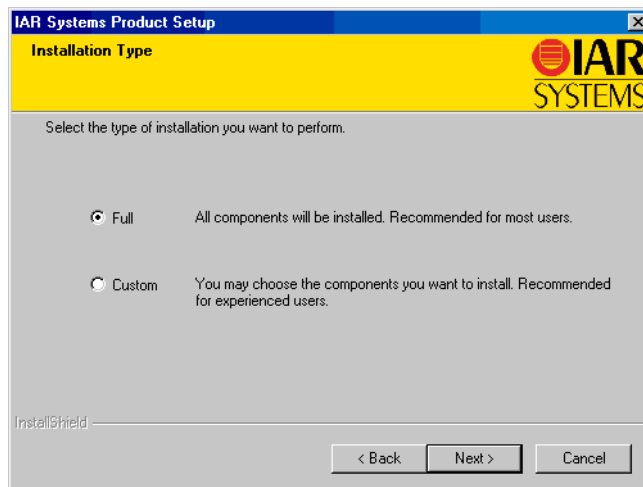 IAR Systems Product Setup
Installation Type
IAR
SYSTEMS
Select the type of installation you want to perform.
Full All components will be installed. Recommended for most users.
Custom You may choose the components you want to install. Recommended
for experienced users.
InstallShield
< Back Next > Cancel